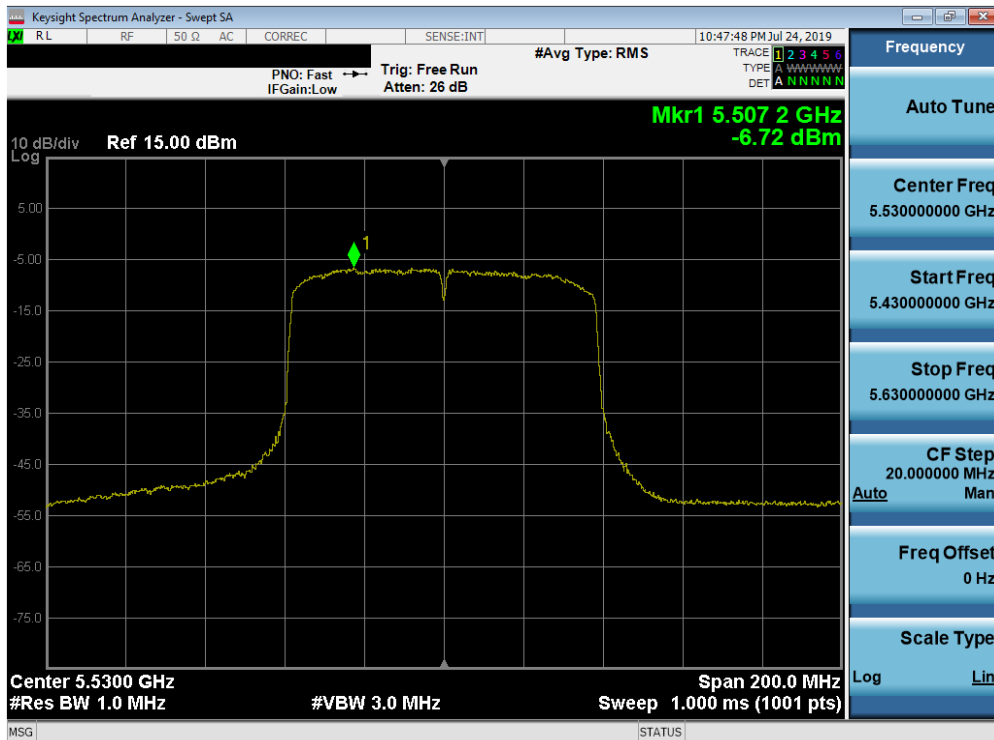 Keysight Spectrum Analyzer - Swept SA
LXI RL RF 50 Ω AC CORREC SENSE:INT 10:47:48 PM Jul 24, 2019
PNO: Fast
IFGain:Low
Trig: Free Run
Atten: 26 dB
#Avg Type: RMS
TRACE 1 2 3 4 5 6
TYPE A WWWWWW
DET A N N N N N
Mkr1 5.507 2 GHz
-6.72 dBm
10 dB/div Ref 15.00 dBm
Log
1
5.00
-5.00
-15.0
-25.0
-35.0
-45.0
-55.0
-65.0
-75.0
Center 5.5300 GHz Span 200.0 MHz
#Res BW 1.0 MHz #VBW 3.0 MHz Sweep 1.000 ms (1001 pts)
MSG STATUS
Frequency
Auto Tune
Center Freq
5.530000000 GHz
Start Freq
5.430000000 GHz
Stop Freq
5.630000000 GHz
CF Step
20.000000 MHz
Auto Man
Freq Offset
0 Hz
Scale Type
Log Lin